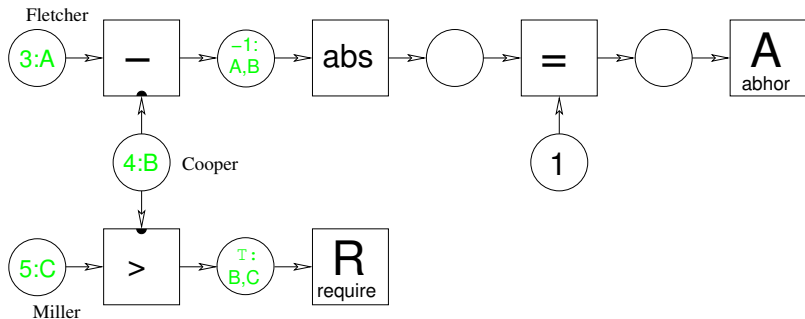 Fletcher
3:A
−
−1:
A,B
abs
=
A
abhor
4:B
Cooper
1
5:C
>
T:
B,C
R
require
Miller